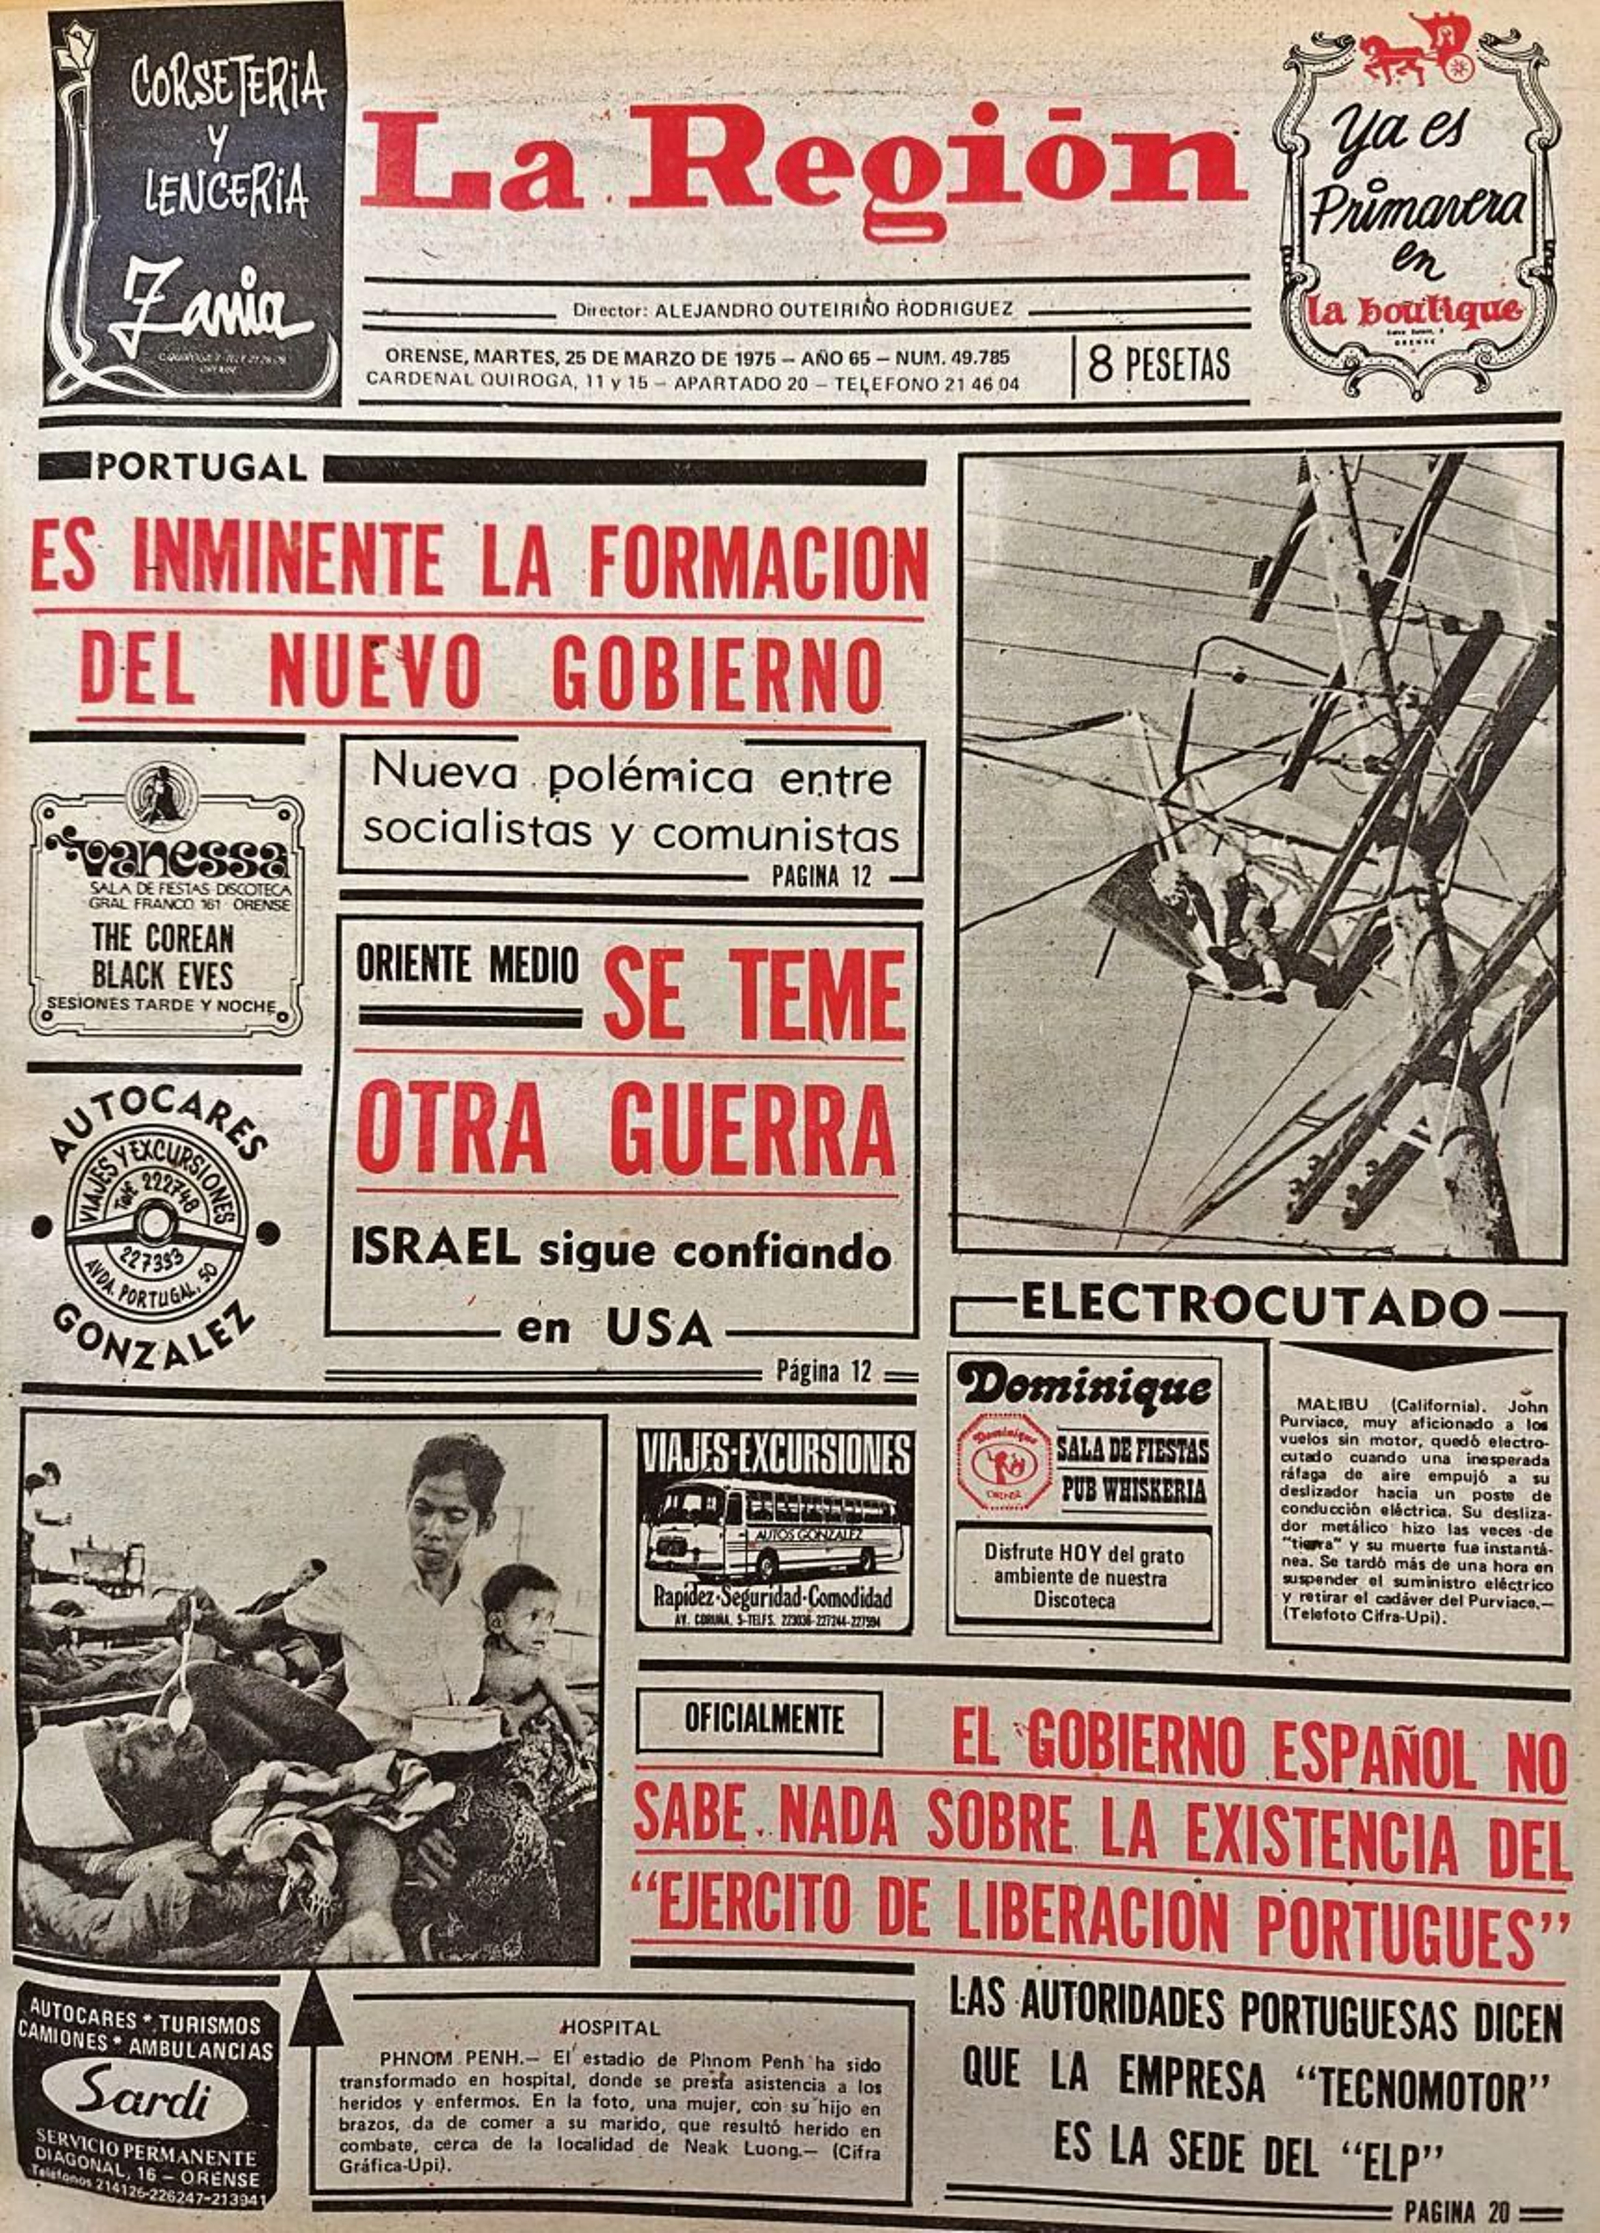 CORSETERIA
Y
LENCERIA
Zania
La Región
Director: ALEJANDRO OUTEIRIÑO RODRIGUEZ
ORENSE, MARTES, 25 DE MARZO DE 1975 — AÑO 65 — NUM. 49.785
CARDENAL QUIROGA, 11 y 15 — APARTADO 20 — TELEFONO 21 46 04
8 PESETAS
Ya es
Primavera
en
la boutique
ORENSE
PORTUGAL
ES INMINENTE LA FORMACION
DEL NUEVO GOBIERNO
Nueva polémica entre
socialistas y comunistas
PAGINA 12
vanessa
SALA DE FIESTAS DISCOTECA
GRAL FRANCO 161 ORENSE
THE COREAN
BLACK EVES
SESIONES TARDE Y NOCHE
AUTOCARES
VIAJES Y EXCURSIONES
Telf. 222748
227393
AVDA. PORTUGAL, 50
GONZALEZ
ORIENTE MEDIO
SE TEME
OTRA GUERRA
ISRAEL sigue confiando
en USA
Página 12
ELECTROCUTADO
MALIBU (California). John
Purviace, muy aficionado a los
vuelos sin motor, quedó electro-
cutado cuando una inesperada
ráfaga de aire empujó a su
deslizador hacia un poste de
conducción eléctrica. Su desliza-
dor metálico hizo las veces de
"tierra" y su muerte fue instantá-
nea. Se tardó más de una hora en
suspender el suministro eléctrico
y retirar el cadáver del Purviace.—
(Telefoto Cifra-Upi).
Dominique
Dominique
ORENSE
SALA DE FIESTAS
PUB WHISKERIA
Disfrute HOY del grato
ambiente de nuestra
Discoteca
VIAJES-EXCURSIONES
AUTOS GONZALEZ
Rapidez-Seguridad-Comodidad
AV. CORUÑA, 5-TELFS. 223036-227244-227594
OFICIALMENTE
EL GOBIERNO ESPAÑOL NO
SABE NADA SOBRE LA EXISTENCIA DEL
"EJERCITO DE LIBERACION PORTUGUES"
LAS AUTORIDADES PORTUGUESAS DICEN
QUE LA EMPRESA "TECNOMOTOR"
ES LA SEDE DEL "ELP"
PAGINA 20
HOSPITAL
PHNOM PENH.— El estadio de Phnom Penh ha sido
transformado en hospital, donde se presta asistencia a los
heridos y enfermos. En la foto, una mujer, con su hijo en
brazos, da de comer a su marido, que resultó herido en
combate, cerca de la localidad de Neak Luong.— (Cifra
Gráfica-Upi).
AUTOCARES * TURISMOS
CAMIONES * AMBULANCIAS
Sardi
SERVICIO PERMANENTE
DIAGONAL, 16 — ORENSE
Teléfonos 214126-226247-213941